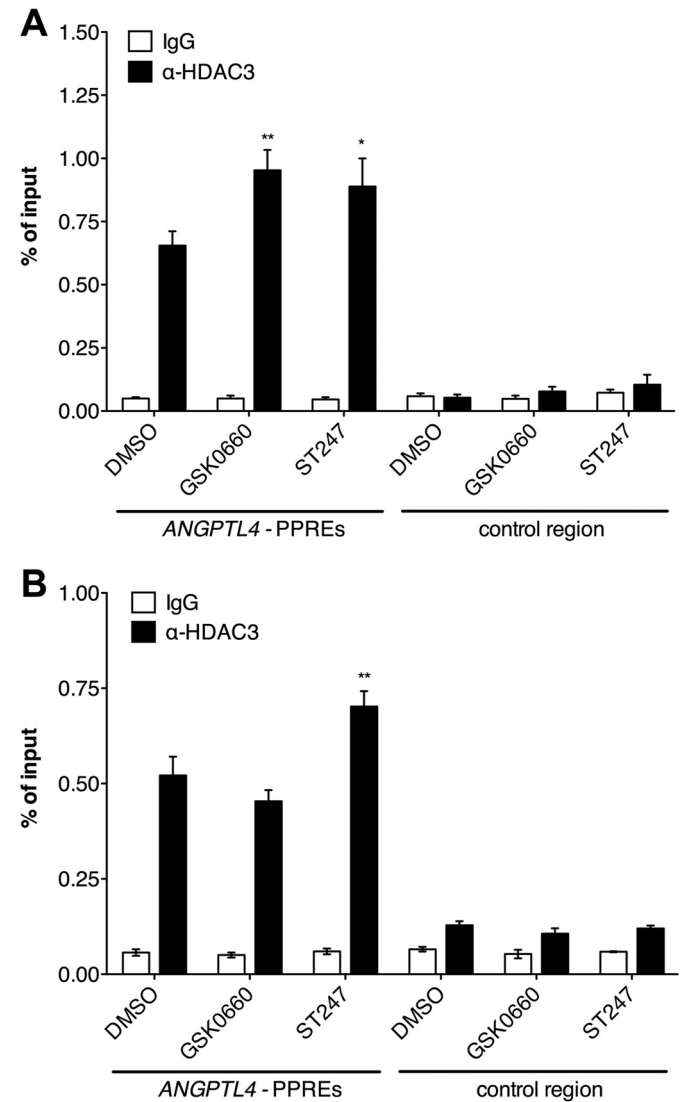 A
1.50
1.25
1.00
0.75
0.50
0.25
0.00
% of input
IgG
α-HDAC3
**
*
DMSO
GSK0660
ST247
DMSO
GSK0660
ST247
ANGPTL4 - PPREs
control region
B
1.00
0.75
0.50
0.25
0.00
% of input
IgG
α-HDAC3
**
DMSO
GSK0660
ST247
DMSO
GSK0660
ST247
ANGPTL4 - PPREs
control region